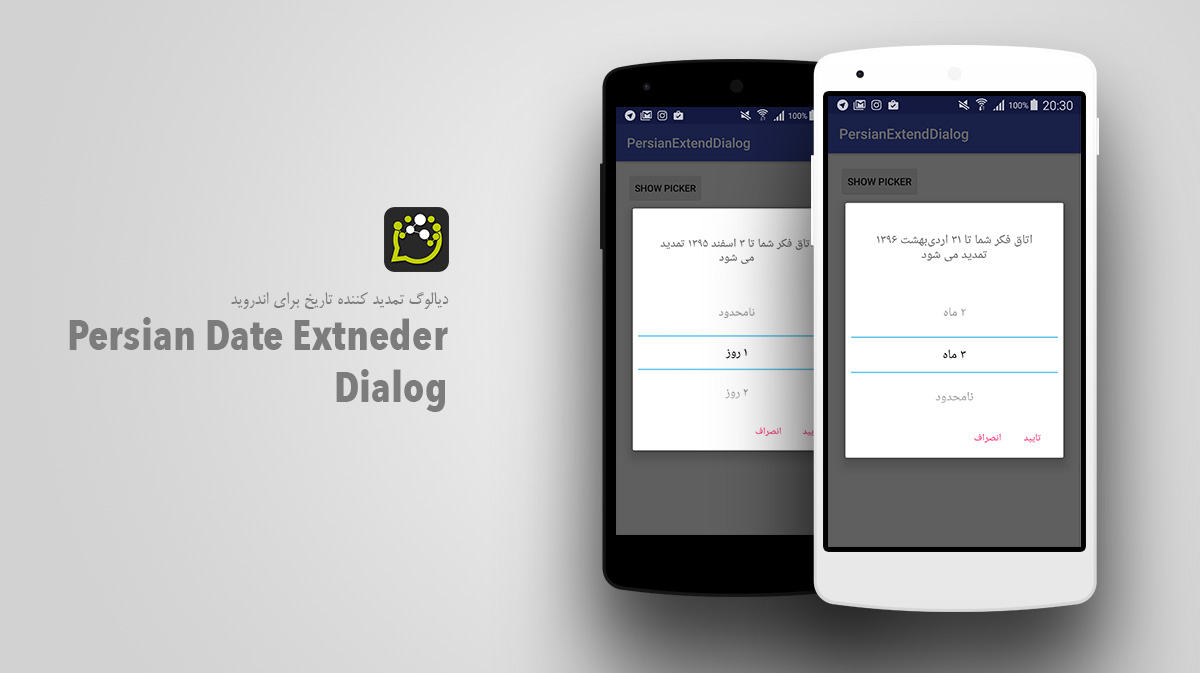 دیالوگ تمدید کننده تاریخ برای اندروید
Persian Date Extneder
Dialog
100%
PersianExtendDialog
SHOW PICKER
اتاق فکر شما تا ۳ اسفند ۱۳۹۵ تمدید
می شود
نامحدود
۱ روز
۲ روز
انصراف
100% 20:30
PersianExtendDialog
SHOW PICKER
اتاق فکر شما تا ۳۱ اردی‌بهشت ۱۳۹۶
تمدید می شود
۲ ماه
۳ ماه
نامحدود
تایید انصراف